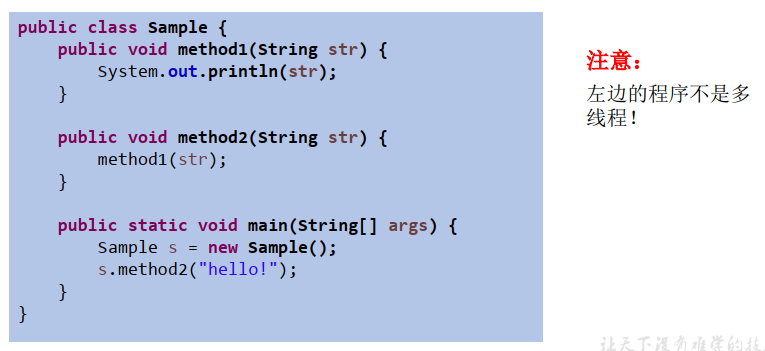 public class Sample {
    public void method1(String str) {
        System.out.println(str);
    }

    public void method2(String str) {
        method1(str);
    }

    public static void main(String[] args) {
        Sample s = new Sample();
        s.method2("hello!");
    }
}
注意：
左边的程序不是多
线程！
让天下没有难学的技